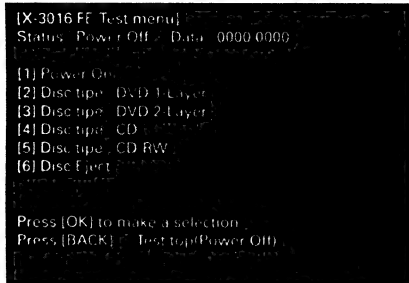 [X-3016 FE Test menu]
Status Power Off Data 0000 0000
[1] Power On
[2] Disc tipe DVD 1-Layer
[3] Disc tipe DVD 2-Layer
[4] Disc tipe CD
[5] Disc tipe CD RW
[6] Disc Eject
Press [OK] to make a selection
Press [BACK] Test top(Power Off)